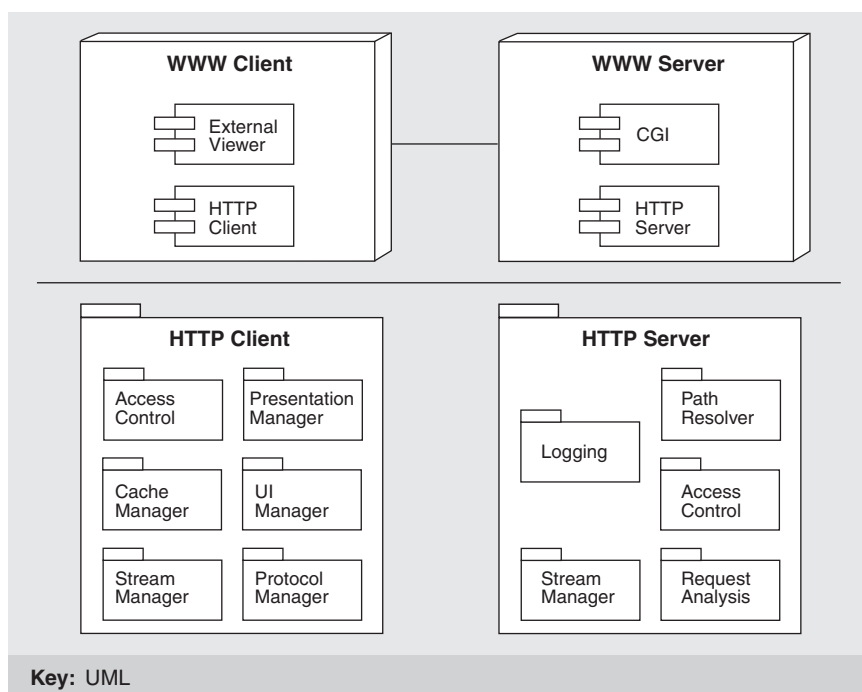 WWW Client
External
Viewer
HTTP
Client
WWW Server
CGI
HTTP
Server
HTTP Client
Access
Control
Presentation
Manager
Cache
Manager
UI
Manager
Stream
Manager
Protocol
Manager
HTTP Server
Logging
Path
Resolver
Access
Control
Stream
Manager
Request
Analysis
Key: UML